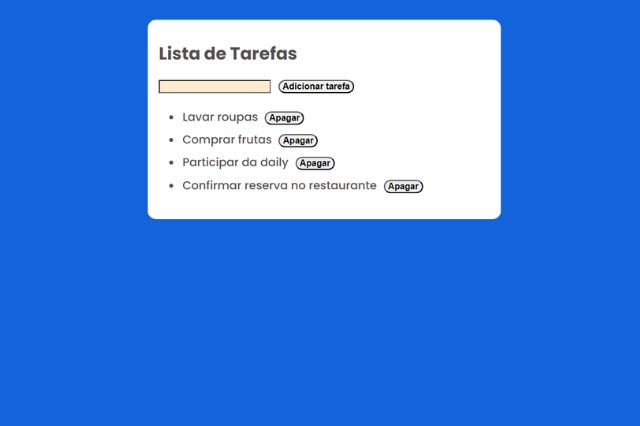 Lista de Tarefas
Adicionar tarefa
Lavar roupas Apagar
Comprar frutas Apagar
Participar da daily Apagar
Confirmar reserva no restaurante Apagar